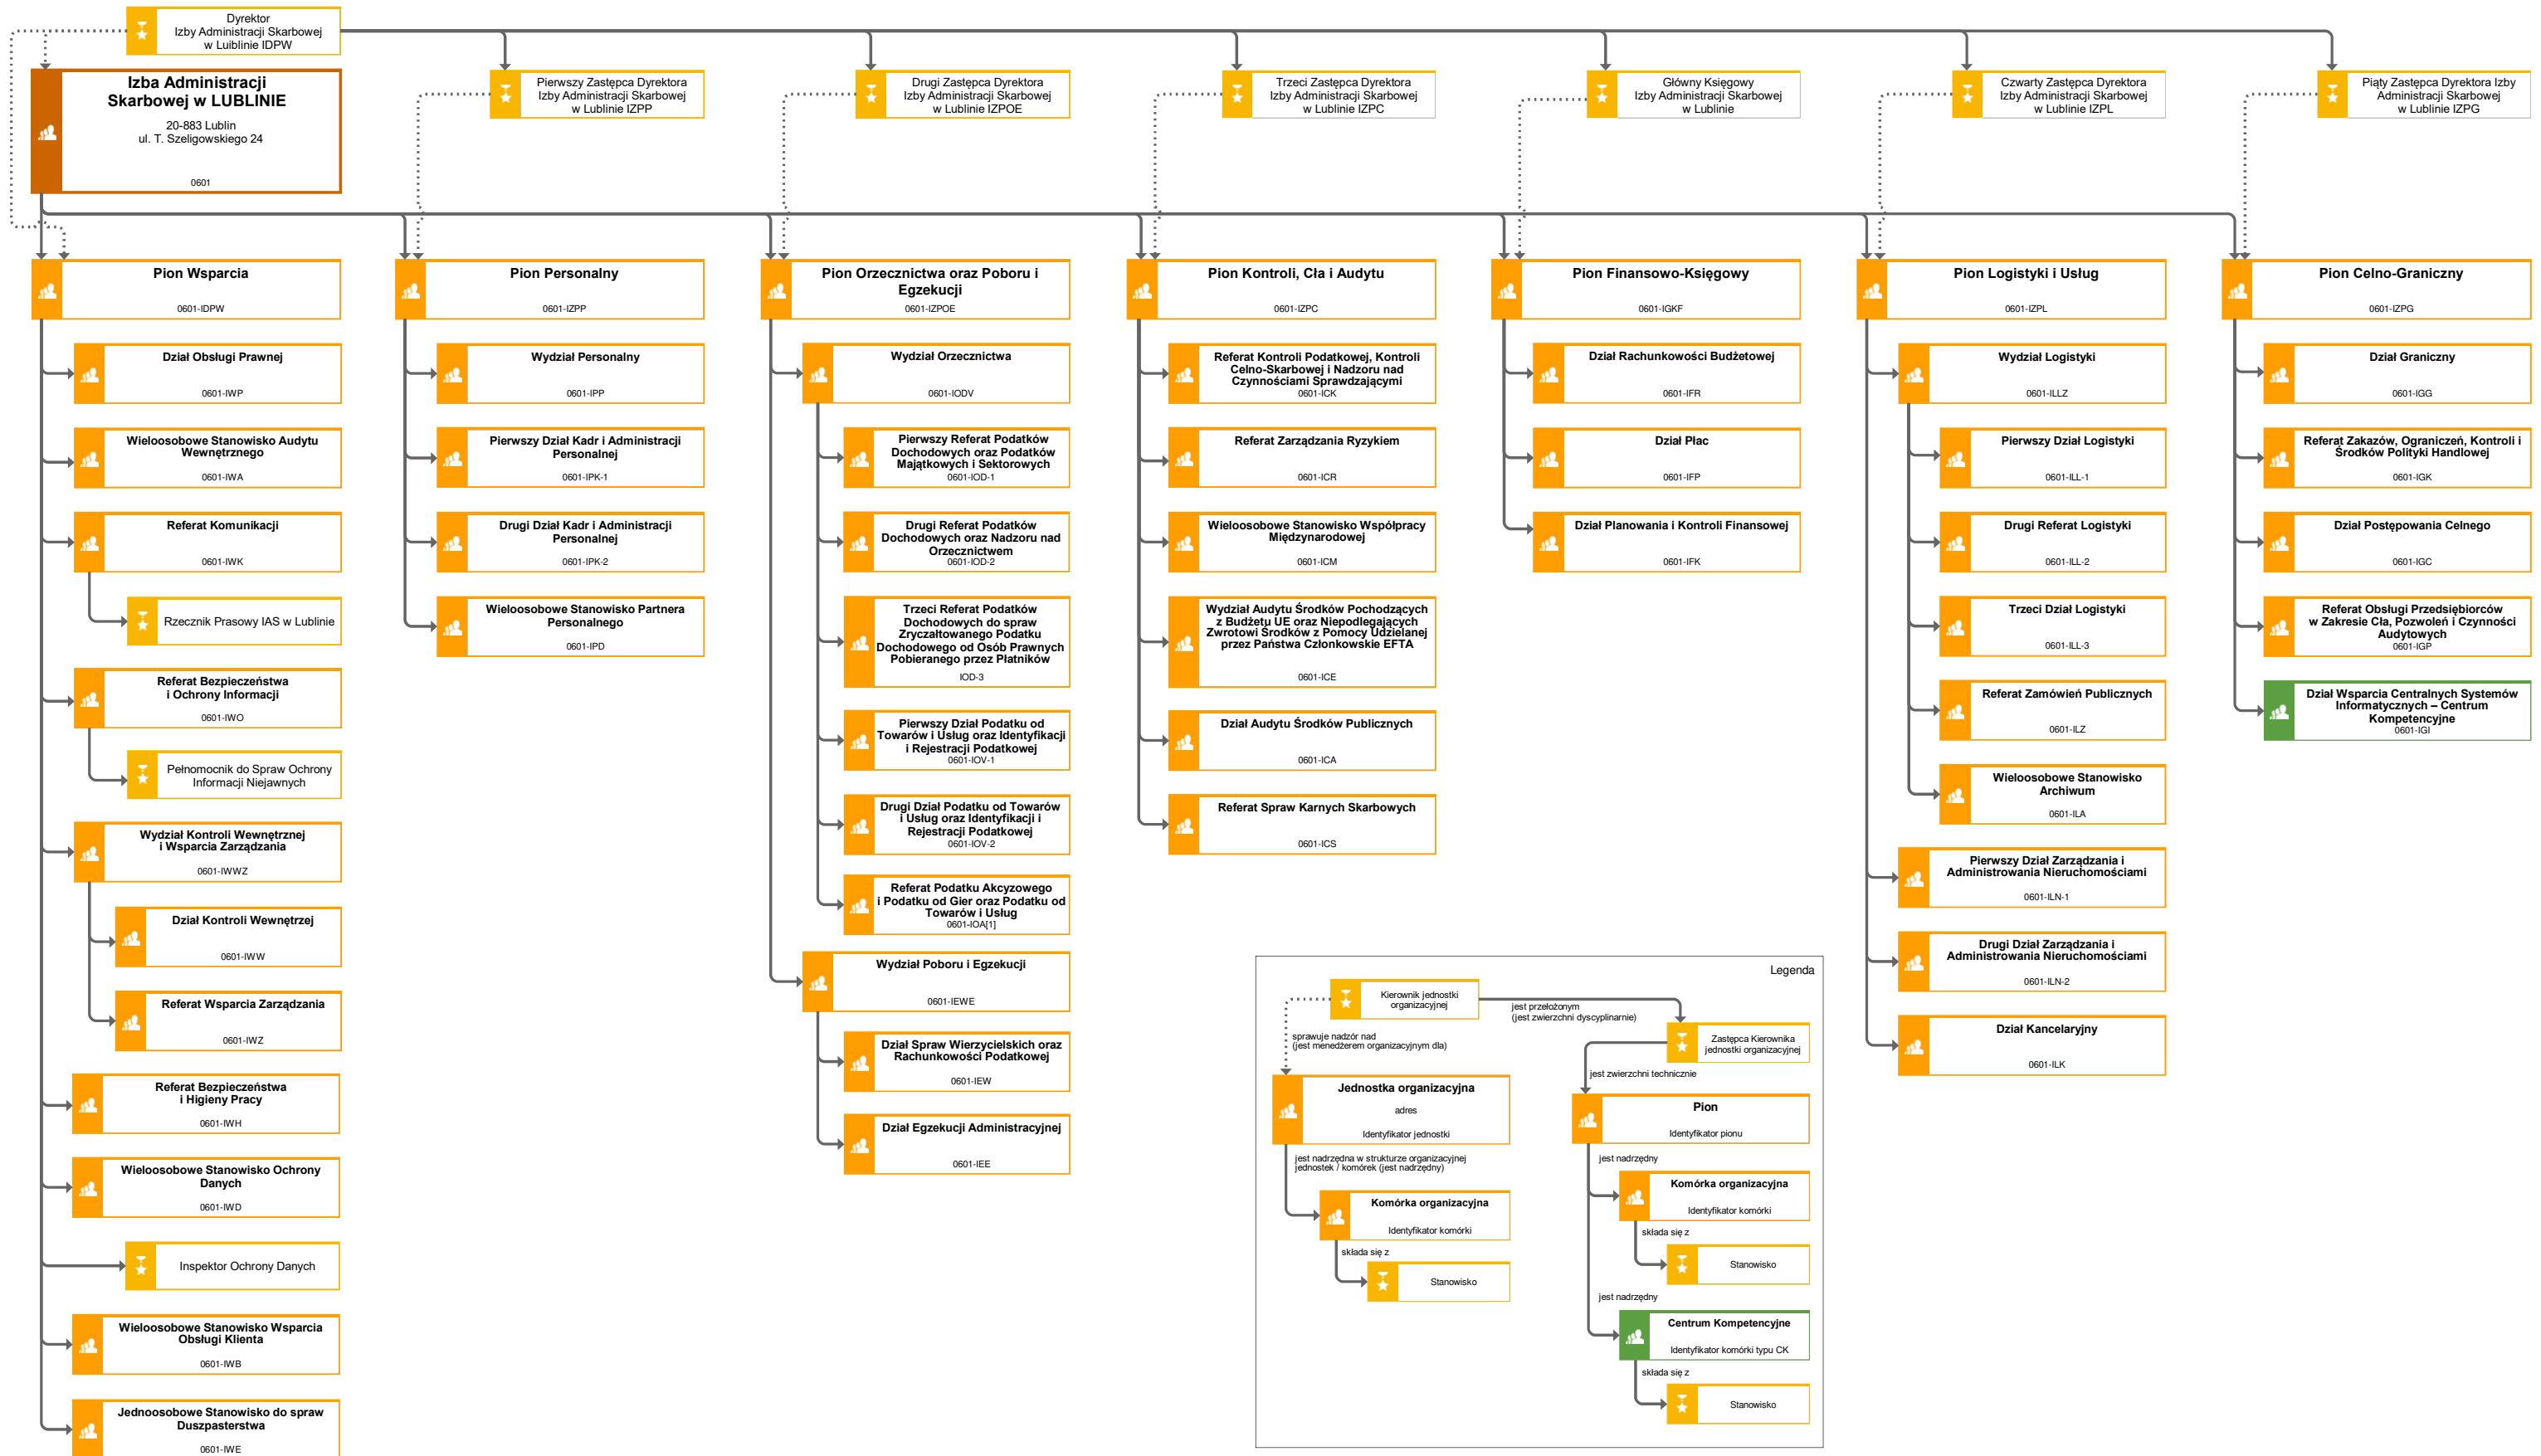 Dyrektor
Izby Administracji Skarbowej
w Luiblinie IDPW
Izba Administracji
Skarbowej w LUBLINIE
20-883 Lublin
ul. T. Szeligowskiego 24
0601
Pierwszy Zastępca Dyrektora
Izby Administracji Skarbowej
w Lublinie IZPP
Drugi Zastępca Dyrektora
Izby Administracji Skarbowej
w Lublinie IZPOE
Trzeci Zastępca Dyrektora
Izby Administracji Skarbowej
w Lublinie IZPC
Główny Księgowy
Izby Administracji Skarbowej
w Lublinie
Czwarty Zastępca Dyrektora
Izby Administracji Skarbowej
w Lublinie IZPL
Piąty Zastępca Dyrektora Izby
Administracji Skarbowej
w Lublinie IZPG
Pion Wsparcia
0601-IDPW
Dział Obsługi Prawnej
0601-IWP
Wieloosobowe Stanowisko Audytu
Wewnętrznego
0601-IWA
Referat Komunikacji
0601-IWK
Rzecznik Prasowy IAS w Lublinie
Referat Bezpieczeństwa
i Ochrony Informacji
0601-IWO
Pełnomocnik do Spraw Ochrony
Informacji Niejawnych
Wydział Kontroli Wewnętrznej
i Wsparcia Zarządzania
0601-IWWZ
Dział Kontroli Wewnętrzej
0601-IWW
Referat Wsparcia Zarządzania
0601-IWZ
Referat Bezpieczeństwa
i Higieny Pracy
0601-IWH
Wieloosobowe Stanowisko Ochrony
Danych
0601-IWD
Inspektor Ochrony Danych
Wieloosobowe Stanowisko Wsparcia
Obsługi Klienta
0601-IWB
Jednoosobowe Stanowisko do spraw
Duszpasterstwa
0601-IWE
Pion Personalny
0601-IZPP
Wydział Personalny
0601-IPP
Pierwszy Dział Kadr i Administracji
Personalnej
0601-IPK-1
Drugi Dział Kadr i Administracji
Personalnej
0601-IPK-2
Wieloosobowe Stanowisko Partnera
Personalnego
0601-IPD
Pion Orzecznictwa oraz Poboru i
Egzekucji
0601-IZPOE
Wydział Orzecznictwa
0601-IODV
Pierwszy Referat Podatków
Dochodowych oraz Podatków
Majątkowych i Sektorowych
0601-IOD-1
Drugi Referat Podatków
Dochodowych oraz Nadzoru nad
Orzecznictwem
0601-IOD-2
Trzeci Referat Podatków
Dochodowych do spraw
Zryczałtowanego Podatku
Dochodowego od Osób Prawnych
Pobieranego przez Płatników
IOD-3
Pierwszy Dział Podatku od
Towarów i Usług oraz Identyfikacji
i Rejestracji Podatkowej
0601-IOV-1
Drugi Dział Podatku od Towarów
i Usług oraz Identyfikacji i
Rejestracji Podatkowej
0601-IOV-2
Referat Podatku Akcyzowego
i Podatku od Gier oraz Podatku od
Towarów i Usług
0601-IOA[1]
Wydział Poboru i Egzekucji
0601-IEWE
Dział Spraw Wierzycielskich oraz
Rachunkowości Podatkowej
0601-IEW
Dział Egzekucji Administracyjnej
0601-IEE
Pion Kontroli, Cła i Audytu
0601-IZPC
Referat Kontroli Podatkowej, Kontroli
Celno-Skarbowej i Nadzoru nad
Czynnościami Sprawdzającymi
0601-ICK
Referat Zarządzania Ryzykiem
0601-ICR
Wieloosobowe Stanowisko Współpracy
Międzynarodowej
0601-ICM
Wydział Audytu Środków Pochodzących
z Budżetu UE oraz Niepodlegających
Zwrotowi Środków z Pomocy Udzielanej
przez Państwa Członkowskie EFTA
0601-ICE
Dział Audytu Środków Publicznych
0601-ICA
Referat Spraw Karnych Skarbowych
0601-ICS
Pion Finansowo-Księgowy
0601-IGKF
Dział Rachunkowości Budżetowej
0601-IFR
Dział Płac
0601-IFP
Dział Planowania i Kontroli Finansowej
0601-IFK
Pion Logistyki i Usług
0601-IZPL
Wydział Logistyki
0601-ILLZ
Pierwszy Dział Logistyki
0601-ILL-1
Drugi Referat Logistyki
0601-ILL-2
Trzeci Dział Logistyki
0601-ILL-3
Referat Zamówień Publicznych
0601-ILZ
Wieloosobowe Stanowisko
Archiwum
0601-ILA
Pierwszy Dział Zarządzania i
Administrowania Nieruchomościami
0601-ILN-1
Drugi Dział Zarządzania i
Administrowania Nieruchomościami
0601-ILN-2
Dział Kancelaryjny
0601-ILK
Pion Celno-Graniczny
0601-IZPG
Dział Graniczny
0601-IGG
Referat Zakazów, Ograniczeń, Kontroli i
Środków Polityki Handlowej
0601-IGK
Dział Postępowania Celnego
0601-IGC
Referat Obsługi Przedsiębiorców
w Zakresie Cła, Pozwoleń i Czynności
Audytowych
0601-IGP
Dział Wsparcia Centralnych Systemów
Informatycznych – Centrum
Kompetencyjne
0601-IGI
Legenda
Kierownik jednostki
organizacyjnej
jest przełożonym
(jest zwierzchni dyscyplinarnie)
sprawuje nadzór nad
(jest menedżerem organizacyjnym dla)
Zastępca Kierownika
jednostki organizacyjnej
jest zwierzchni technicznie
Jednostka organizacyjna
adres
Identyfikator jednostki
jest nadrzędna w strukturze organizacyjnej
jednostek / komórek (jest nadrzędny)
Komórka organizacyjna
Identyfikator komórki
składa się z
Stanowisko
Pion
Identyfikator pionu
jest nadrzędny
Komórka organizacyjna
Identyfikator komórki
składa się z
Stanowisko
jest nadrzędny
Centrum Kompetencyjne
Identyfikator komórki typu CK
składa się z
Stanowisko